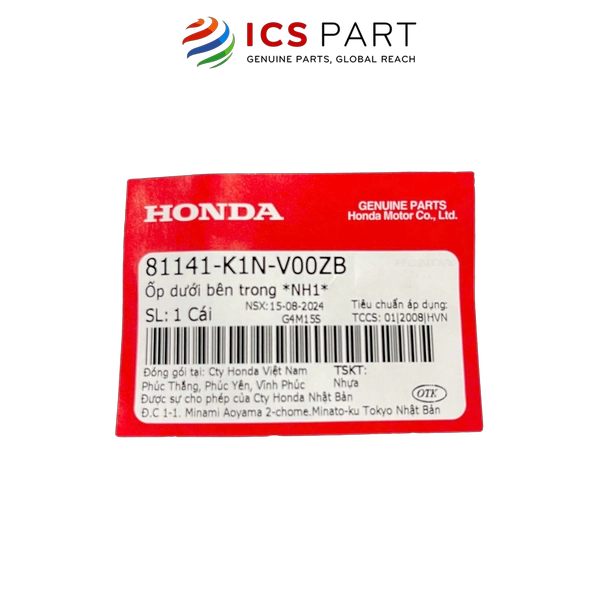 ICS PART
GENUINE PARTS, GLOBAL REACH
HONDA
GENUINE PARTS
Honda Motor Co., Ltd.
81141-K1N-V00ZB
Ốp dưới bên trong *NH1*
SL: 1 Cái
NSX: 15-08-2024
G4M15S
Tiêu chuẩn áp dụng:
TCCS: 01|2008|HVN
Đóng gói tại: Cty Honda Việt Nam
TSKT:
Phúc Thắng, Phúc Yên, Vĩnh Phúc
Nhựa
Được sự cho phép của Cty Honda Nhật Bản
Đ.C 1-1. Minami Aoyama 2-chome.Minato-ku Tokyo Nhật Bản
OTK